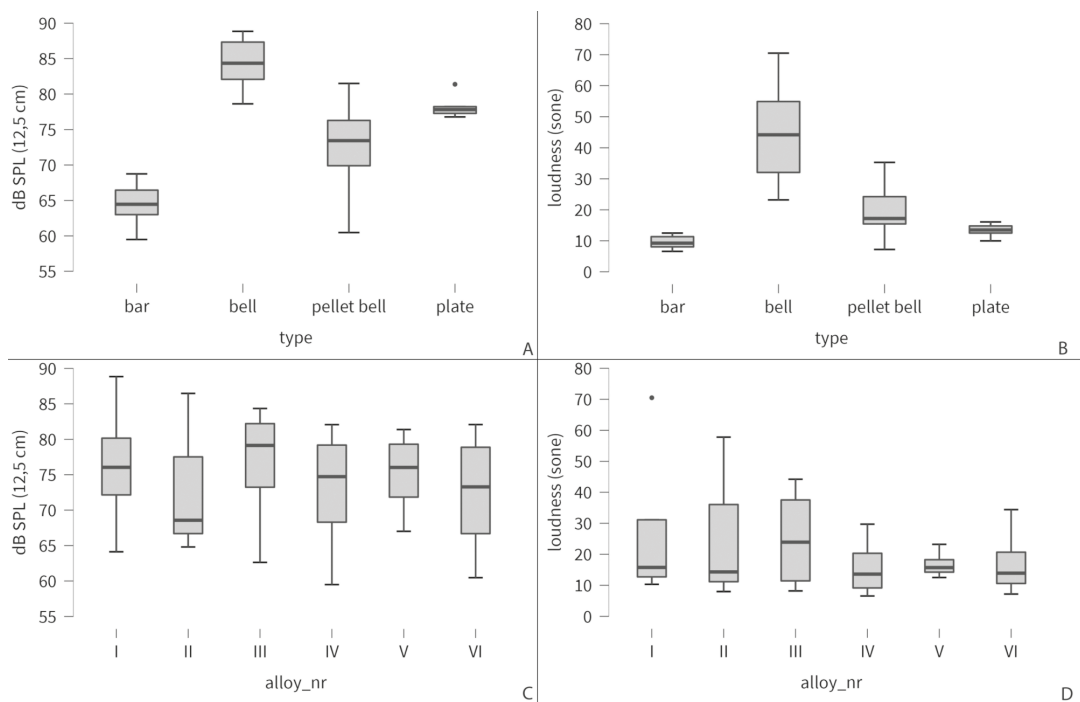 90
85
80
75
70
65
60
55
dB SPL (12,5 cm)
bar bell pellet bell plate
type
A
80
70
60
50
40
30
20
10
0
loudness (sone)
bar bell pellet bell plate
type
B
90
85
80
75
70
65
60
55
dB SPL (12,5 cm)
I II III IV V VI
alloy_nr
C
80
70
60
50
40
30
20
10
0
loudness (sone)
I II III IV V VI
alloy_nr
D